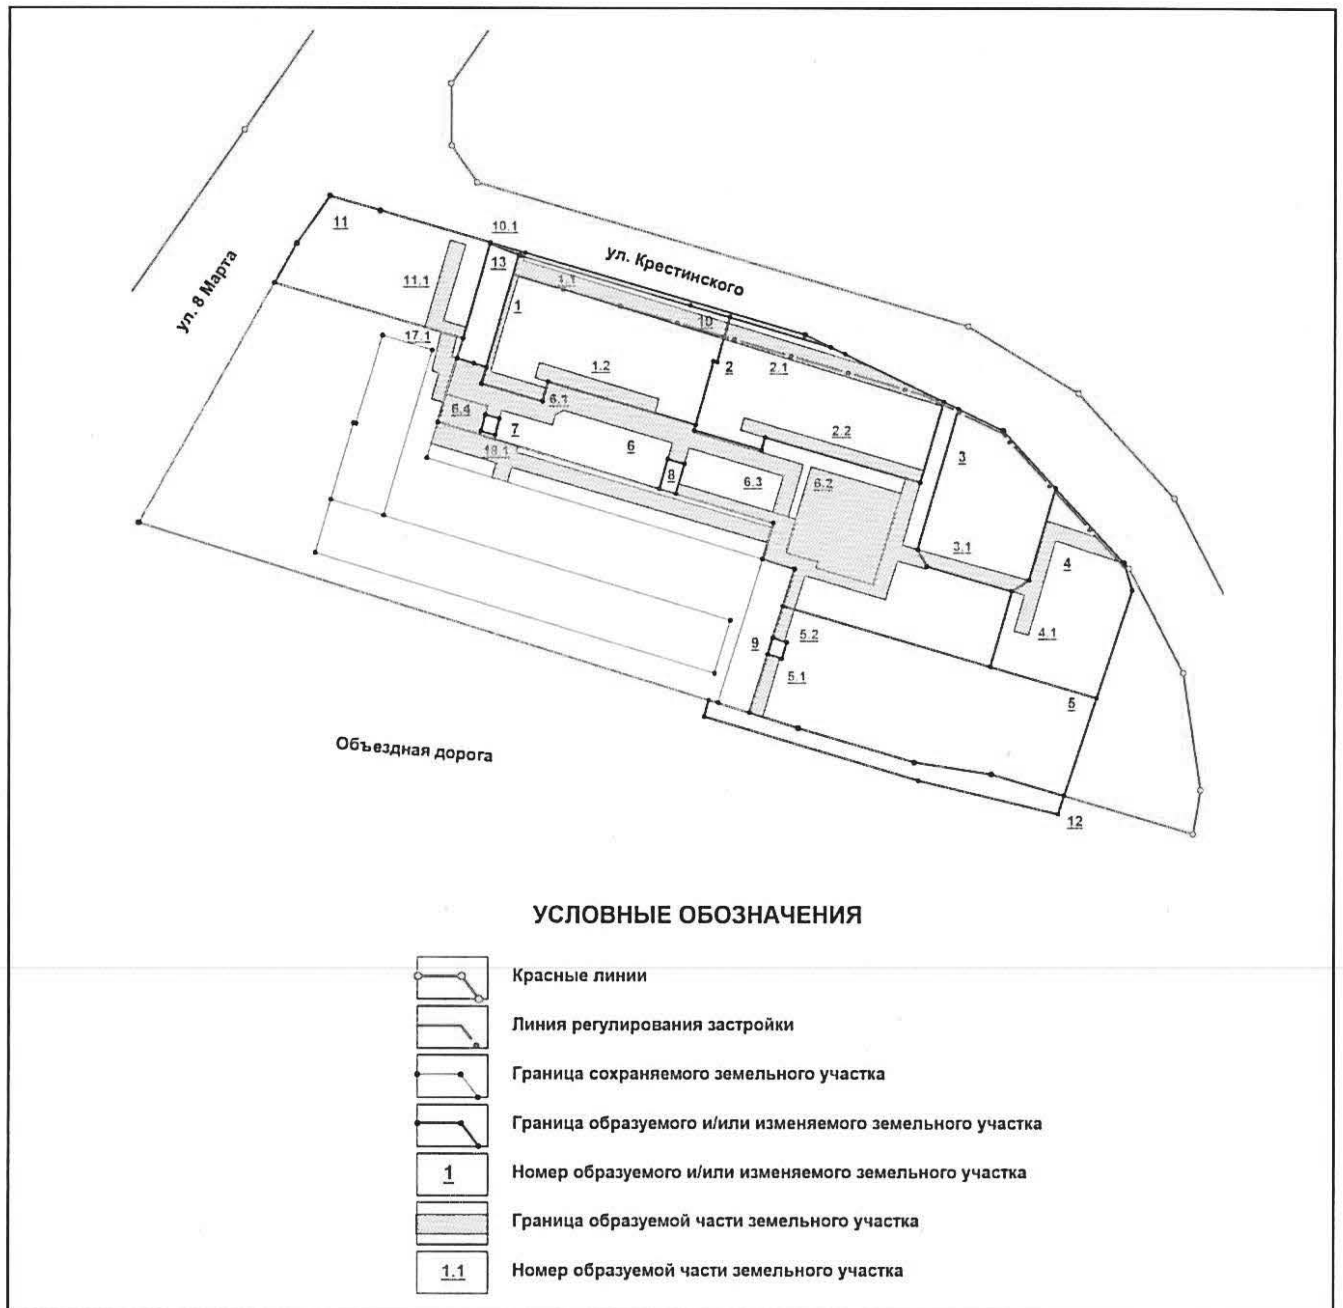 11
10.1
ул. Крестинского
13
ул. 8 Марта
11.1
1.1
1
10
17.1
2
2.1
1.2
6.1
6.4
7
6
2.2
3
18.1
8
6.3
6.2
3.1
4
4.1
9
5.2
5.1
5
Объездная дорога
12
УСЛОВНЫЕ ОБОЗНАЧЕНИЯ
Красные линии
Линия регулирования застройки
Граница сохраняемого земельного участка
Граница образуемого и/или изменяемого земельного участка
1 Номер образуемого и/или изменяемого земельного участка
Граница образуемой части земельного участка
1.1 Номер образуемой части земельного участка